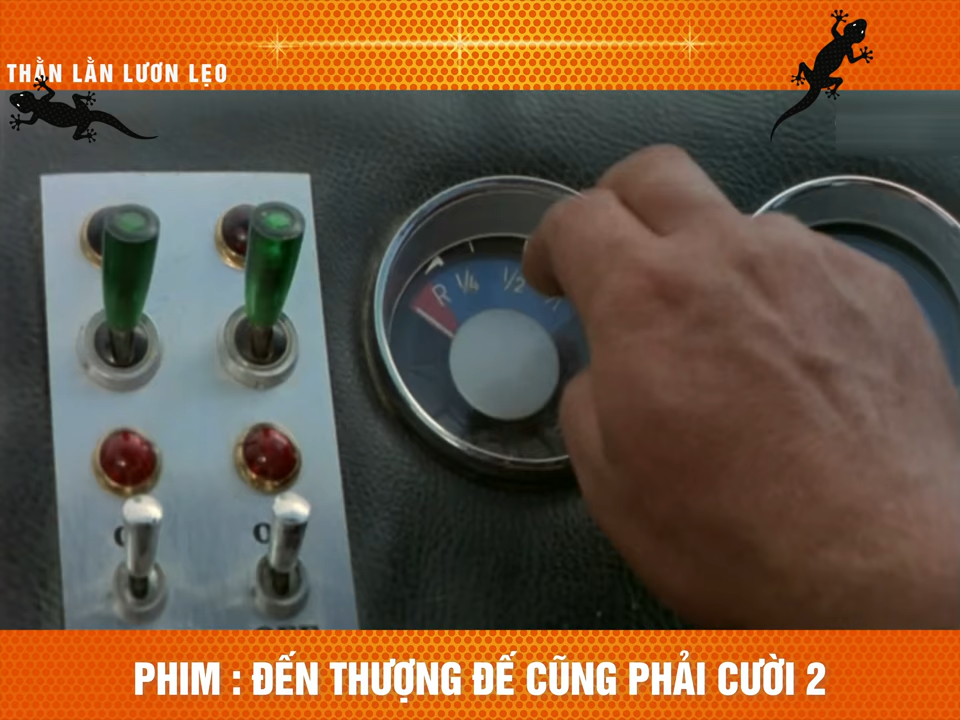 THẰN LẰN LƯƠN LẸO
R 1/4 1/2
PHIM : ĐẾN THƯỢNG ĐẾ CŨNG PHẢI CƯỜI 2